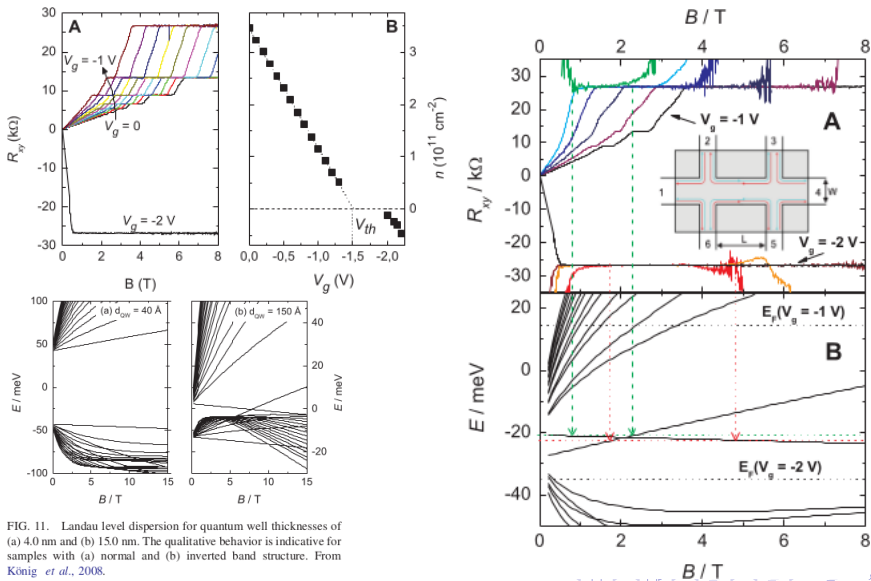 A
B
30
25
20
15
10
5
0
-5
-10
-15
-20
-25
-30
R_xy (kΩ)
V_g = -1 V
V_g = 0
V_g = -2 V
0 2 4 6 8
B (T)
3
2
1
0
n (10^11 cm^-2)
V_th
0,0 -0,5 -1,0 -1,5 -2,0
V_g (V)
100
50
0
-50
-100
E / meV
(a) d_QW = 40 Å
(b) d_QW = 150 Å
40
20
0
-20
E / meV
0 5 10 15
0 5 10 15
B / T
B / T
FIG. 11. Landau level dispersion for quantum well thicknesses of
(a) 4.0 nm and (b) 15.0 nm. The qualitative behavior is indicative for
samples with (a) normal and (b) inverted band structure. From
König et al., 2008.
B / T
0 2 4 6 8
30
20
10
0
-10
-20
-30
R_xy / kΩ
A
V_g = -1 V
2 3
1 4 W
6 L 5
V_g = -2 V
20
0
-20
-40
E / meV
E_F(V_g = -1 V)
B
E_F(V_g = -2 V)
0 2 4 6 8
B / T